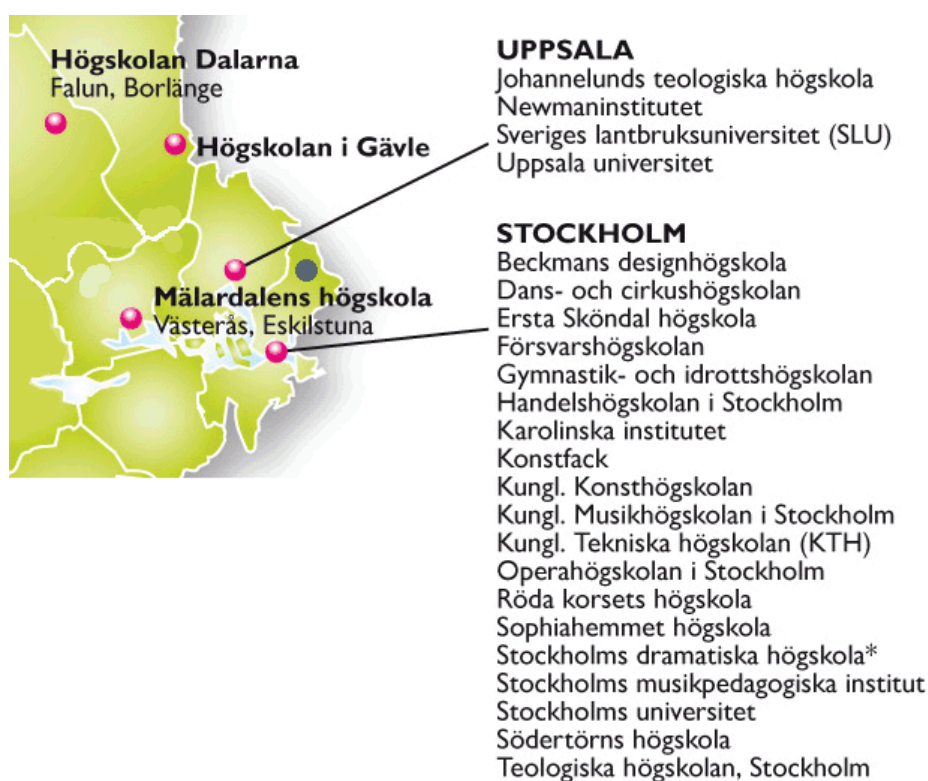 Högskolan Dalarna
Falun, Borlänge
Högskolan i Gävle
Mälardalens högskola
Västerås, Eskilstuna
UPPSALA
Johannelunds teologiska högskola
Newmaninstitutet
Sveriges lantbruksuniversitet (SLU)
Uppsala universitet
STOCKHOLM
Beckmans designhögskola
Dans- och cirkushögskolan
Ersta Sköndal högskola
Försvarshögskolan
Gymnastik- och idrottshögskolan
Handelshögskolan i Stockholm
Karolinska institutet
Konstfack
Kungl. Konsthögskolan
Kungl. Musikhögskolan i Stockholm
Kungl. Tekniska högskolan (KTH)
Operahögskolan i Stockholm
Röda korsets högskola
Sophiahemmet högskola
Stockholms dramatiska högskola*
Stockholms musikpedagogiska institut
Stockholms universitet
Södertörns högskola
Teologiska högskolan, Stockholm